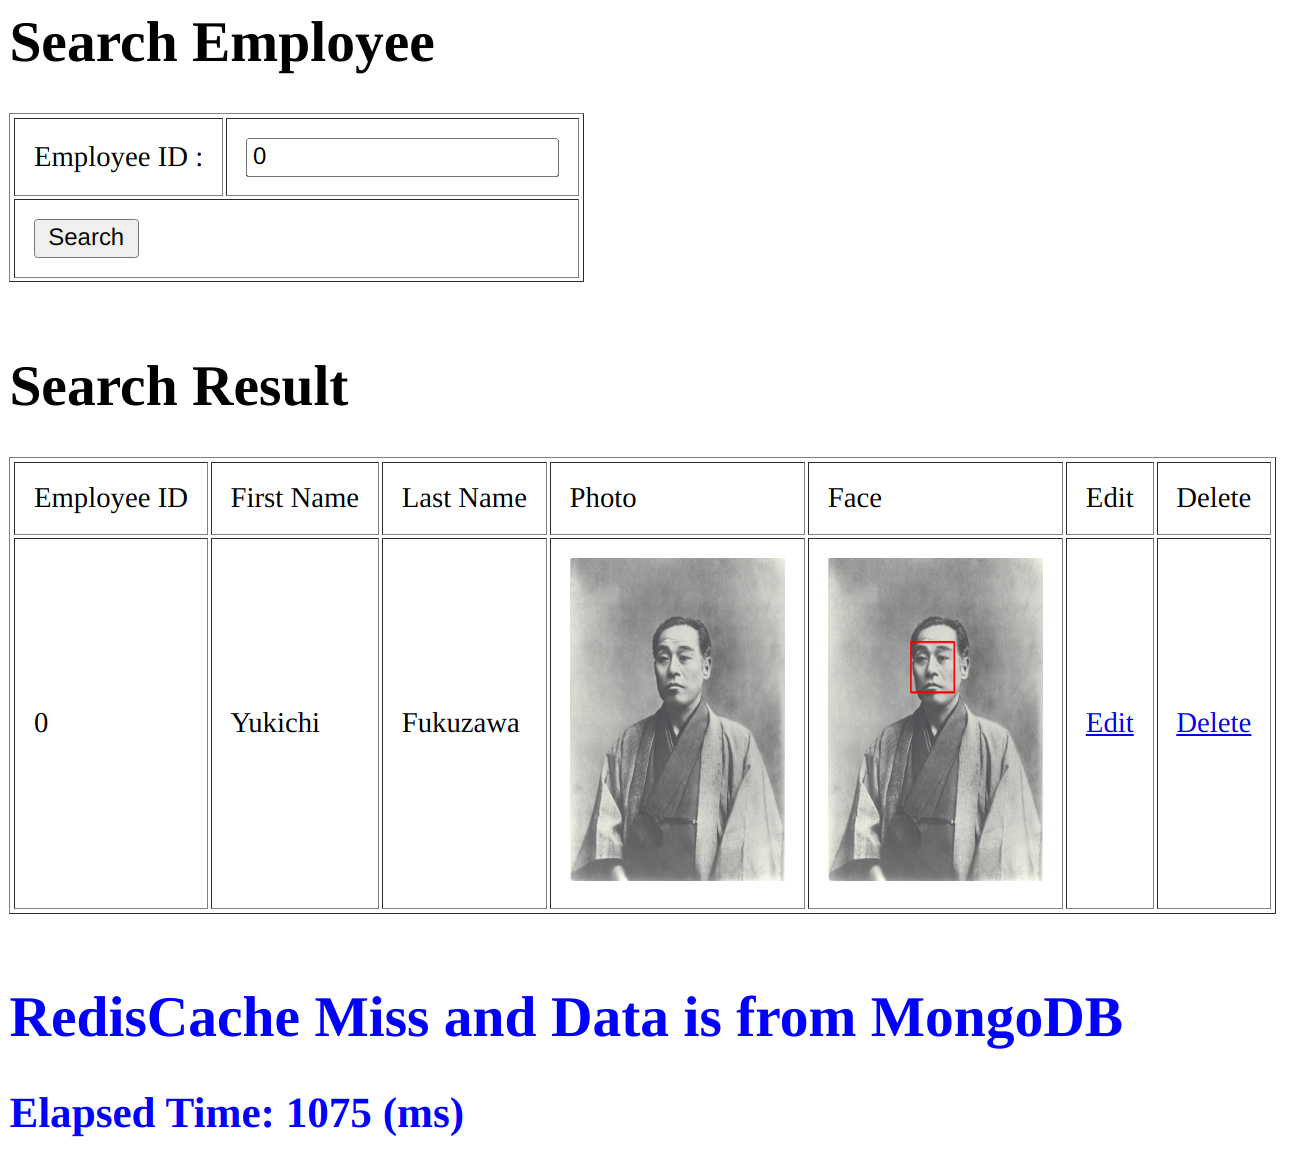 Search Employee
Employee ID : 0
Search
Search Result
Employee ID First Name Last Name Photo Face Edit Delete
0 Yukichi Fukuzawa Edit Delete
RedisCache Miss and Data is from MongoDB
Elapsed Time: 1075 (ms)